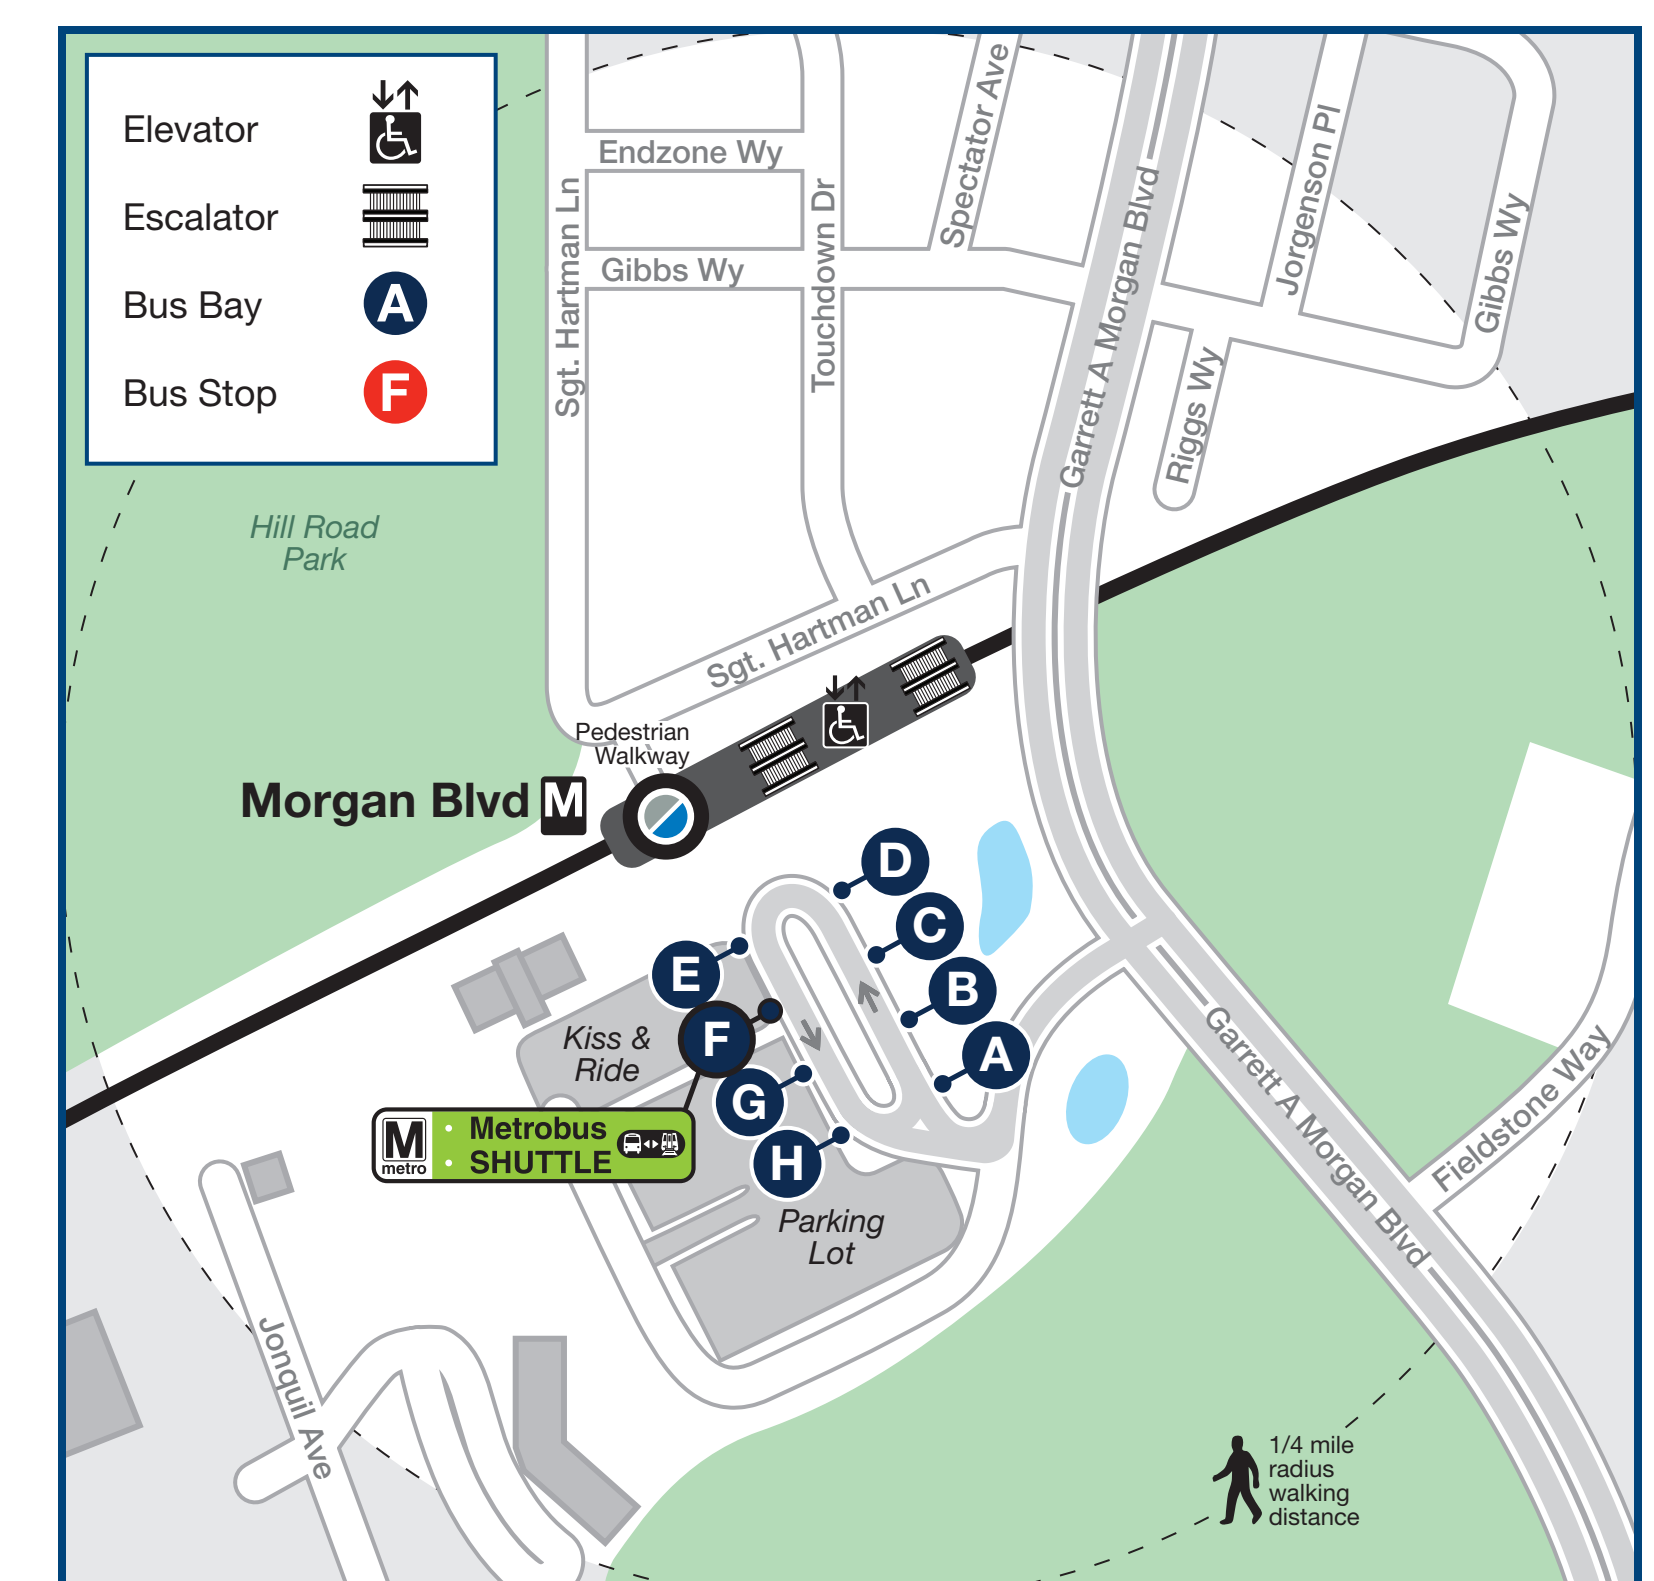 Elevator
Escalator
Bus Bay
A
Bus Stop
F
Endzone Wy
Gibbs Wy
Sgt. Hartman Ln
Touchdown Dr
Spectator Ave
Garrett A Morgan Blvd
Jorgenson Pl
Gibbs Wy
Riggs Wy
Hill Road
Park
Sgt. Hartman Ln
Pedestrian
Walkway
Morgan Blvd M
D
C
B
A
E
F
G
H
Kiss &
Ride
M
metro
• Metrobus
• SHUTTLE
Parking
Lot
Garrett A Morgan Blvd
Fieldstone Way
Jonquil Ave
1/4 mile
radius
walking
distance